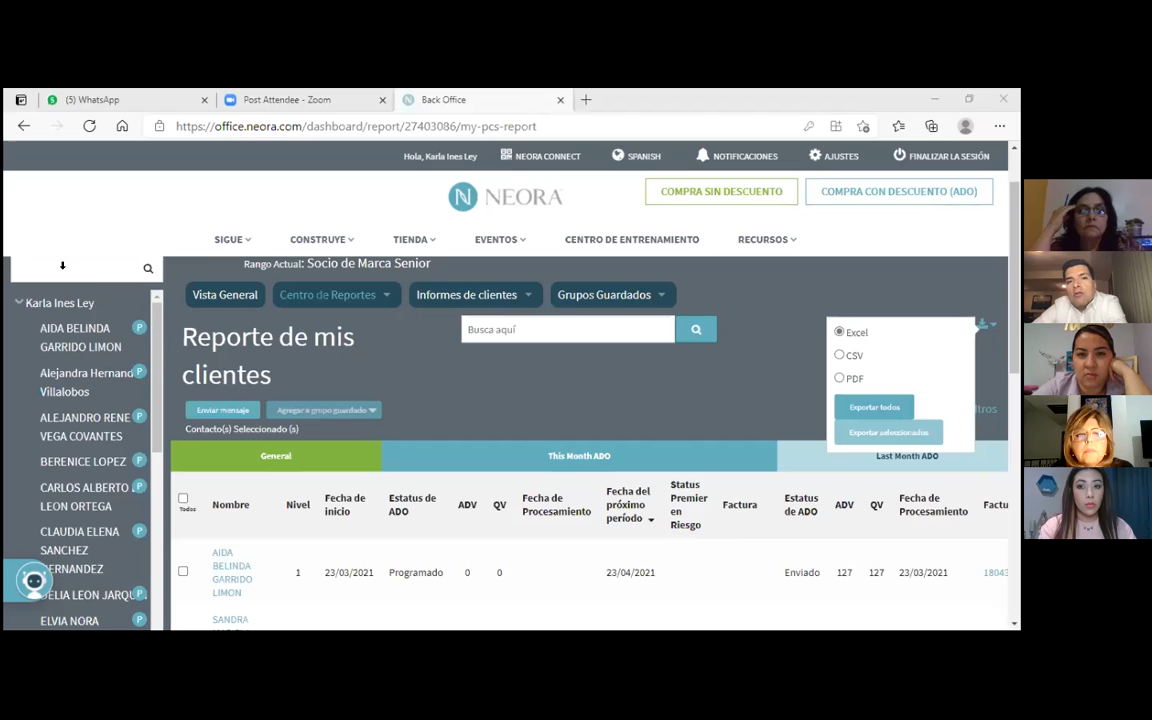 (5) WhatsApp
Post Attendee - Zoom
Back Office
https://office.neora.com/dashboard/report/27403086/my-pcs-report
Hola, Karla Ines Ley
NEORA CONNECT
SPANISH
NOTIFICACIONES
AJUSTES
FINALIZAR LA SESIÓN
NEORA
COMPRA SIN DESCUENTO
COMPRA CON DESCUENTO (ADO)
SIGUE
CONSTRUYE
TIENDA
EVENTOS
CENTRO DE ENTRENAMIENTO
RECURSOS
Rango Actual: Socio de Marca Senior
Karla Ines Ley
AIDA BELINDA
GARRIDO LIMON
P
Alejandra Hernand
Villalobos
P
ALEJANDRO RENE
VEGA COVANTES
P
BERENICE LOPEZ
P
CARLOS ALBERTO
LEON ORTEGA
P
CLAUDIA ELENA
SANCHEZ
HERNANDEZ
P
DELIA LEON JARQU
P
ELVIA NORA
P
Vista General
Centro de Reportes
Informes de clientes
Grupos Guardados
Reporte de mis
clientes
Busca aquí
Excel
CSV
PDF
Exportar todos
Exportar seleccionados
ltros
Enviar mensaje
Agregar a grupo guardado
Contacto(s) Seleccionado (s)
General
This Month ADO
Last Month ADO
Todos
Nombre
Nivel
Fecha de
inicio
Estatus de
ADO
ADV
QV
Fecha de
Procesamiento
Fecha del
próximo
período
Status
Premier
en
Riesgo
Factura
Estatus
de ADO
ADV
QV
Fecha de
Procesamiento
Factu
AIDA
BELINDA
GARRIDO
LIMON
1
23/03/2021
Programado
0
0
23/04/2021
Enviado
127
127
23/03/2021
18043
SANDRA